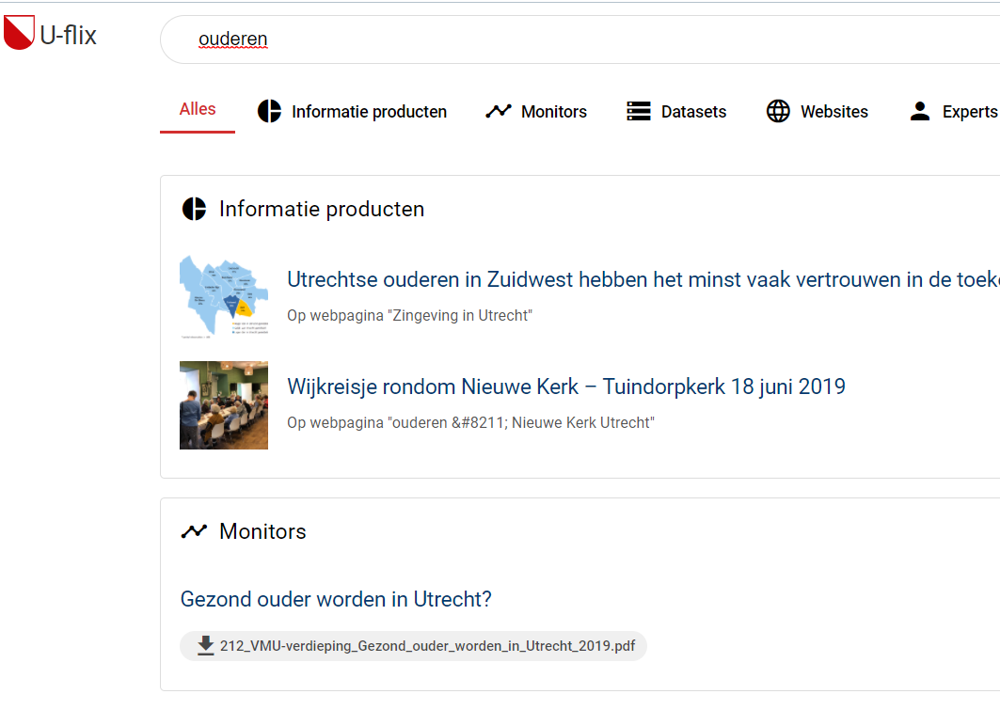 U-flix
ouderen
Alles
Informatie producten
Monitors
Datasets
Websites
Experts
Informatie producten
Utrechtse ouderen in Zuidwest hebben het minst vaak vertrouwen in de toek
Op webpagina "Zingeving in Utrecht"
Wijkreisje rondom Nieuwe Kerk – Tuindorpkerk 18 juni 2019
Op webpagina "ouderen &#8211; Nieuwe Kerk Utrecht"
Monitors
Gezond ouder worden in Utrecht?
212_VMU-verdieping_Gezond_ouder_worden_in_Utrecht_2019.pdf